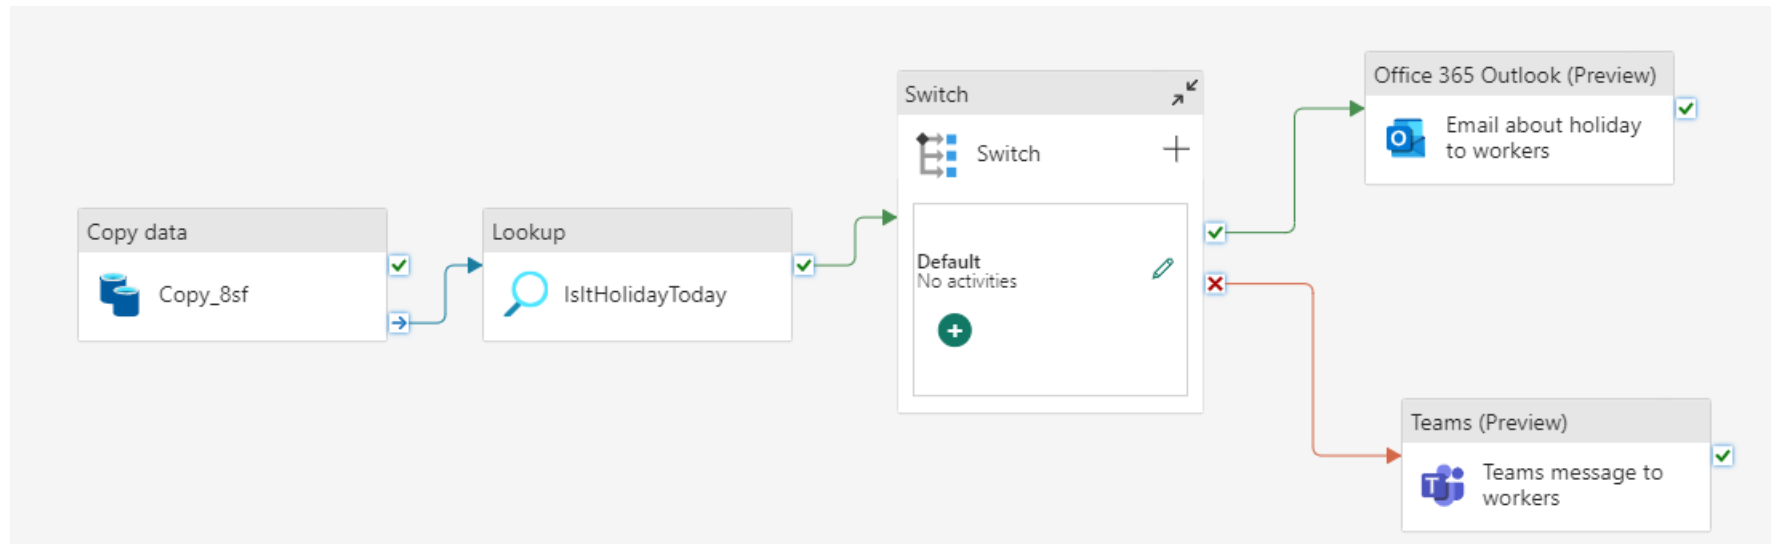 Copy data
Copy_8sf
Lookup
IsItHolidayToday
Switch
Switch
Default
No activities
Office 365 Outlook (Preview)
Email about holiday
to workers
Teams (Preview)
Teams message to
workers